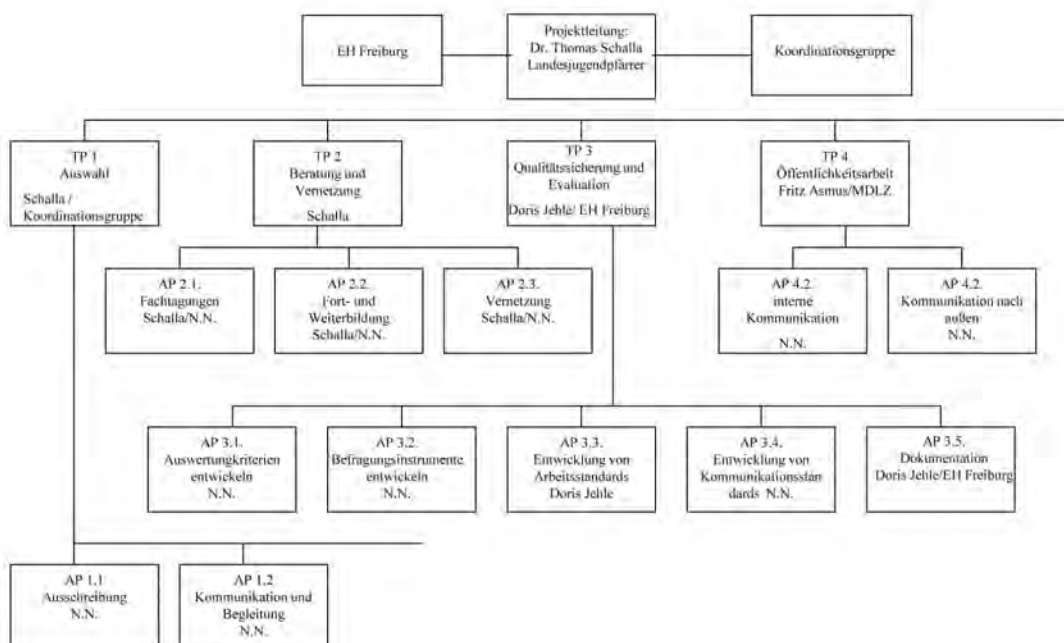 EH Freiburg
Projektleitung:
Dr. Thomas Schalla
Landesjugendpfarrer
Koordinationsgruppe
TP 1
Auswahl
Schalla /
Koordinationsgruppe
TP 2
Beratung und
Vernetzung
Schalla
TP 3
Qualitätssicherung und
Evaluation
Doris Jehle/ EH Freiburg
TP 4
Öffentlichkeitsarbeit
Fritz Asmus/MDLZ
AP 2.1.
Fachtagungen
Schalla/N.N.
AP 2.2.
Fort- und
Weiterbildung
Schalla/N.N.
AP 2.3.
Vernetzung
Schalla/N.N.
AP 4.2.
interne
Kommunikation
N.N.
AP 4.2.
Kommunikation nach
außen
N.N.
AP 3.1.
Auswertungkriterien
entwickeln
N.N.
AP 3.2.
Befragungsinstrumente
entwickeln
N.N.
AP 3.3.
Entwicklung von
Arbeitsstandards
Doris Jehle
AP 3.4.
Entwicklung von
Kommunikationsstan
dards N.N.
AP 3.5.
Dokumentation
Doris Jehle/EH Freiburg
AP 1.1
Ausschreibung
N.N.
AP 1.2
Kommunikation und
Begleitung
N.N.